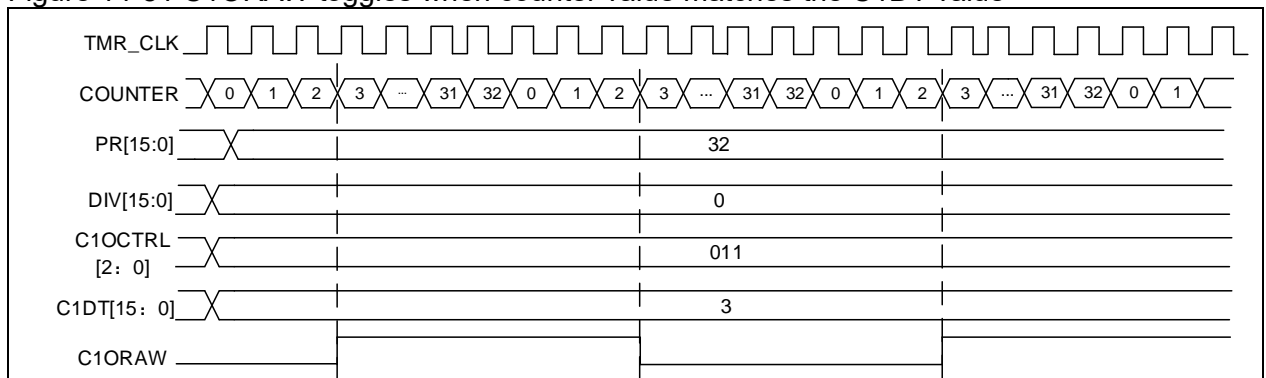 Figure 14-31 C1ORAW toggles when counter value matches the C1DT value
TMR_CLK
COUNTER 0 1 2 3 ... 31 32 0 1 2 3 ... 31 32 0 1 2 3 ... 31 32 0 1
PR[15:0] 32
DIV[15:0] 0
C1OCTRL
[2：0] 011
C1DT[15：0] 3
C1ORAW